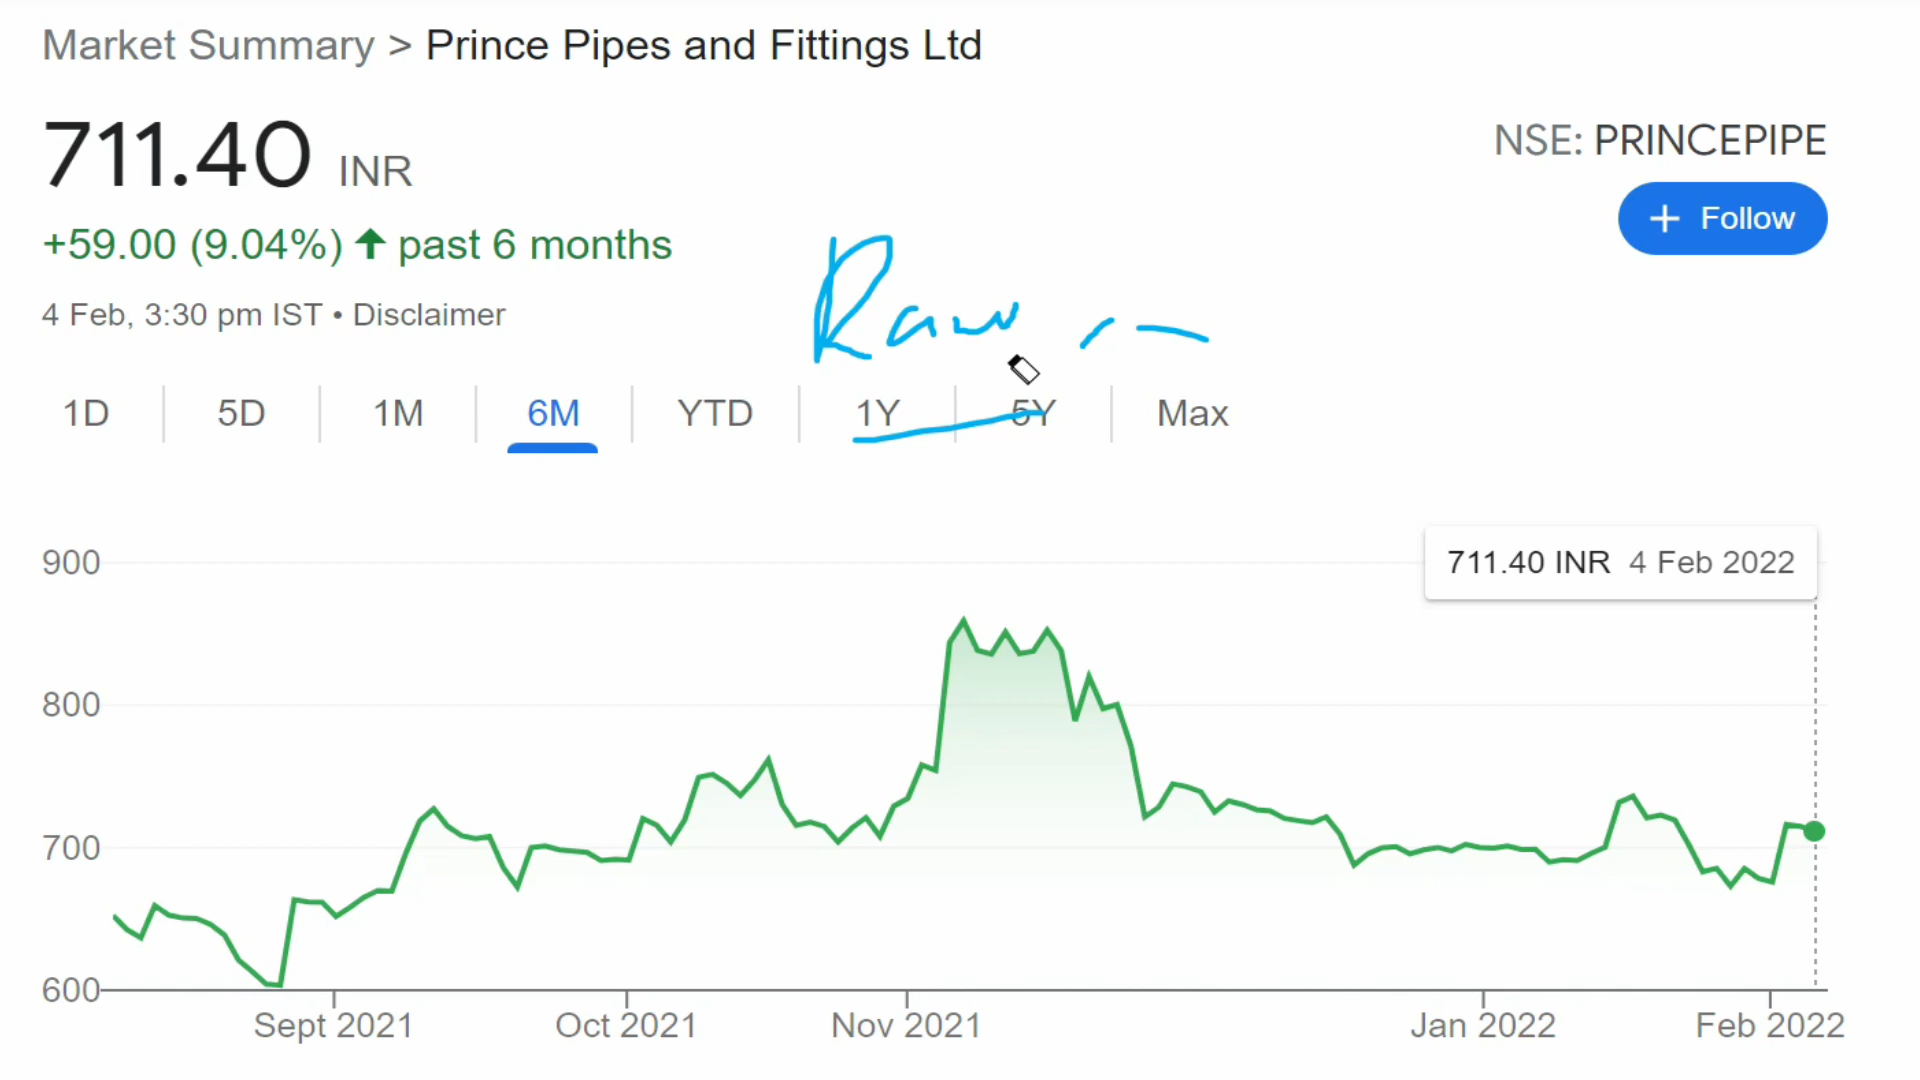 Market Summary > Prince Pipes and Fittings Ltd
711.40 INR
NSE: PRINCEPIPE
+ Follow
+59.00 (9.04%) ↑ past 6 months
4 Feb, 3:30 pm IST • Disclaimer
Raw
1D 5D 1M 6M YTD 1Y 5Y Max
711.40 INR 4 Feb 2022
900
800
700
600
Sept 2021 Oct 2021 Nov 2021 Jan 2022 Feb 2022